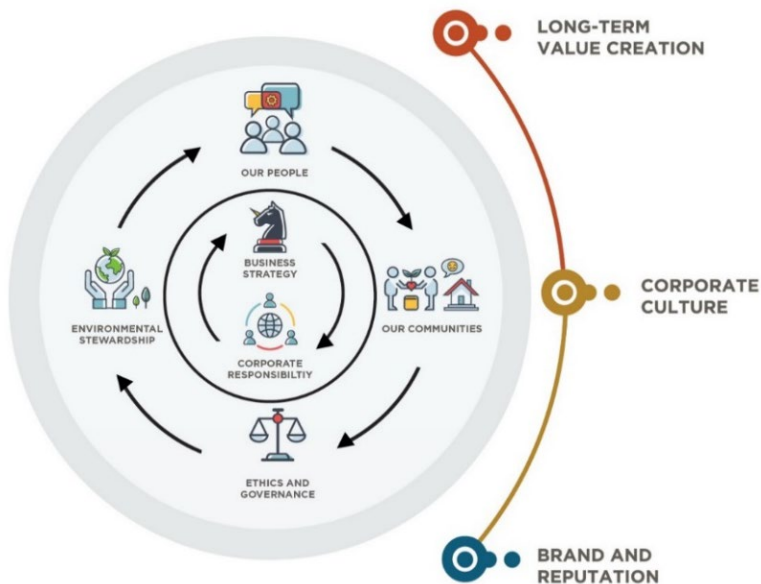 LONG-TERM
VALUE CREATION
OUR PEOPLE
BUSINESS
STRATEGY
CORPORATE
CULTURE
ENVIRONMENTAL
STEWARDSHIP
OUR COMMUNITIES
CORPORATE
RESPONSIBILTIY
ETHICS AND
GOVERNANCE
BRAND AND
REPUTATION